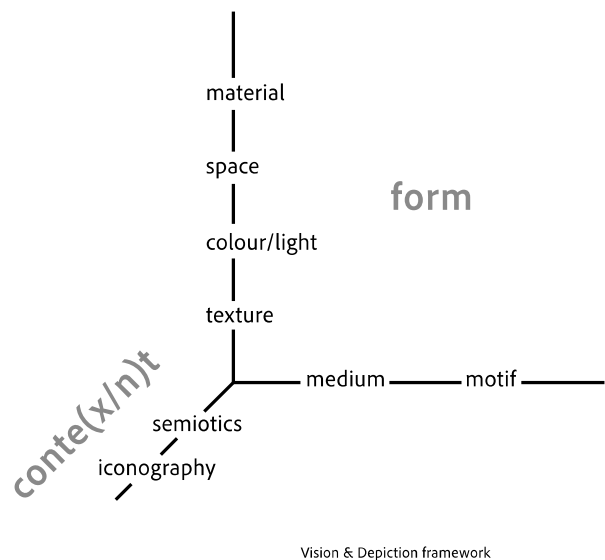 material
space
form
colour/light
texture
medium
motif
conte(x/n)t
semiotics
iconography
Vision & Depiction framework